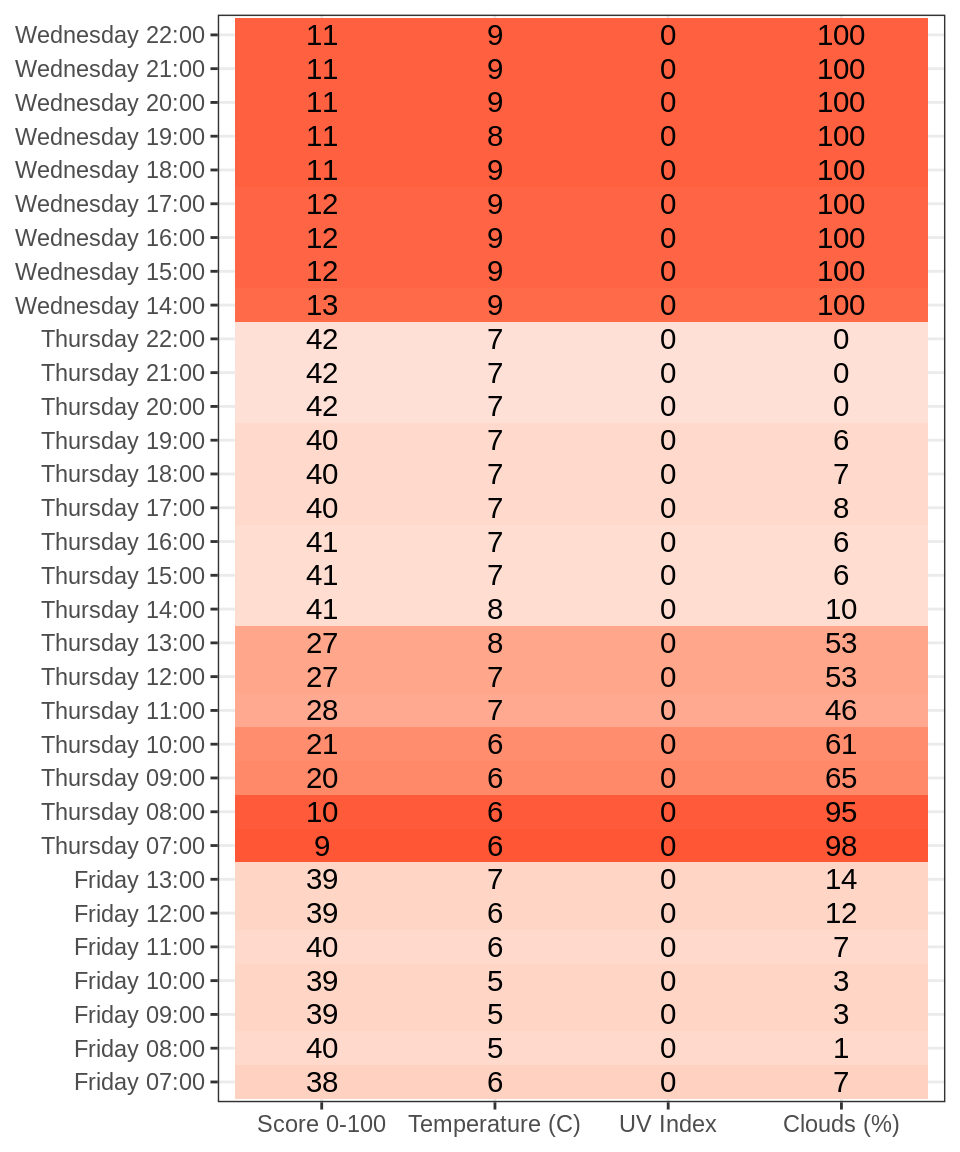 Wednesday 22:00 11 9 0 100
Wednesday 21:00 11 9 0 100
Wednesday 20:00 11 9 0 100
Wednesday 19:00 11 8 0 100
Wednesday 18:00 11 9 0 100
Wednesday 17:00 12 9 0 100
Wednesday 16:00 12 9 0 100
Wednesday 15:00 12 9 0 100
Wednesday 14:00 13 9 0 100
Thursday 22:00 42 7 0 0
Thursday 21:00 42 7 0 0
Thursday 20:00 42 7 0 0
Thursday 19:00 40 7 0 6
Thursday 18:00 40 7 0 7
Thursday 17:00 40 7 0 8
Thursday 16:00 41 7 0 6
Thursday 15:00 41 7 0 6
Thursday 14:00 41 8 0 10
Thursday 13:00 27 8 0 53
Thursday 12:00 27 7 0 53
Thursday 11:00 28 7 0 46
Thursday 10:00 21 6 0 61
Thursday 09:00 20 6 0 65
Thursday 08:00 10 6 0 95
Thursday 07:00 9 6 0 98
Friday 13:00 39 7 0 14
Friday 12:00 39 6 0 12
Friday 11:00 40 6 0 7
Friday 10:00 39 5 0 3
Friday 09:00 39 5 0 3
Friday 08:00 40 5 0 1
Friday 07:00 38 6 0 7
Score 0-100 Temperature (C) UV Index Clouds (%)